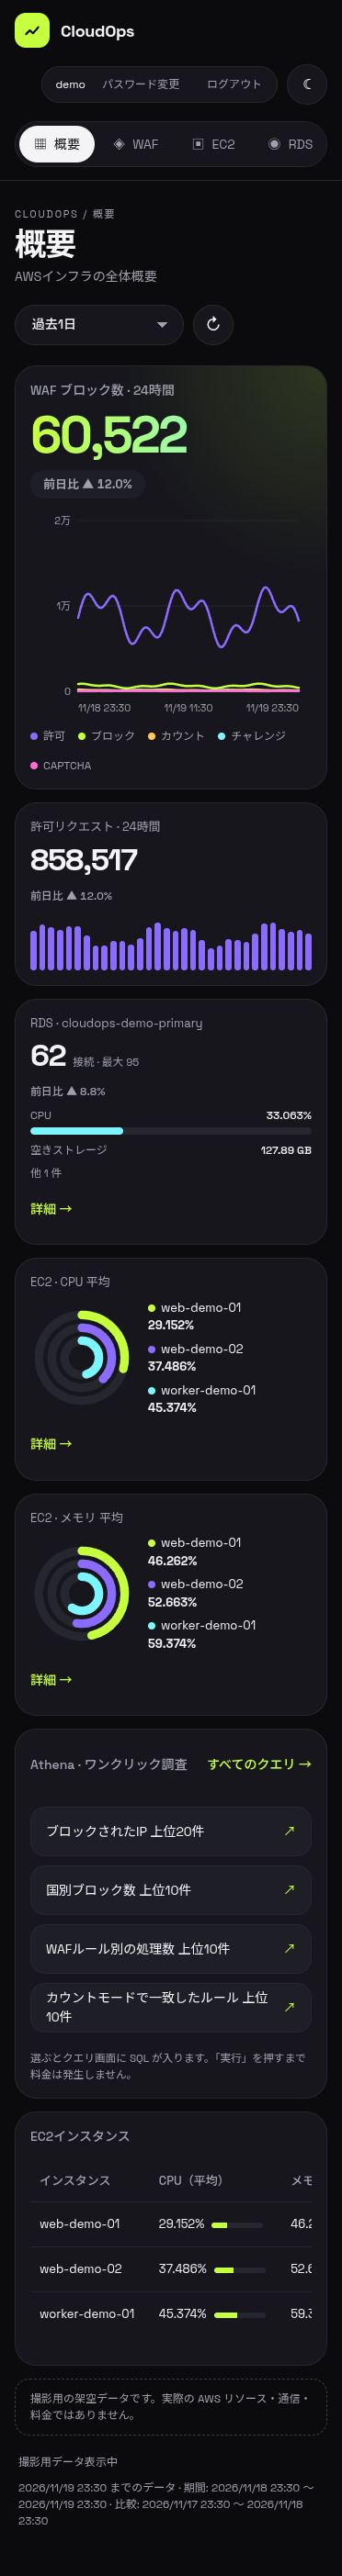 CloudOps
demo パスワード変更 ログアウト
概要 WAF EC2 RDS
CLOUDOPS / 概要
概要
AWSインフラの全体概要
過去1日
WAF ブロック数 · 24時間
60,522
前日比 ▲ 12.0%
2万
1万
0
11/18 23:30 11/19 11:30 11/19 23:30
許可 ブロック カウント チャレンジ
CAPTCHA
許可リクエスト · 24時間
858,517
前日比 ▲ 12.0%
RDS · cloudops-demo-primary
62 接続 · 最大 95
前日比 ▲ 8.8%
CPU 33.063%
空きストレージ 127.89 GB
他 1 件
詳細 →
EC2 · CPU 平均
web-demo-01
29.152%
web-demo-02
37.486%
worker-demo-01
45.374%
詳細 →
EC2 · メモリ 平均
web-demo-01
46.262%
web-demo-02
52.663%
worker-demo-01
59.374%
詳細 →
Athena · ワンクリック調査 すべてのクエリ →
ブロックされたIP 上位20件 ↗
国別ブロック数 上位10件 ↗
WAFルール別の処理数 上位10件 ↗
カウントモードで一致したルール 上位
10件 ↗
選ぶとクエリ画面に SQL が入ります。「実行」を押すまで
料金は発生しません。
EC2インスタンス
インスタンス CPU（平均） メモ
web-demo-01 29.152% 46.2
web-demo-02 37.486% 52.6
worker-demo-01 45.374% 59.3
撮影用の架空データです。実際の AWS リソース・通信・
料金ではありません。
撮影用データ表示中
2026/11/19 23:30 までのデータ · 期間: 2026/11/18 23:30 〜
2026/11/19 23:30 · 比較: 2026/11/17 23:30 〜 2026/11/18
23:30